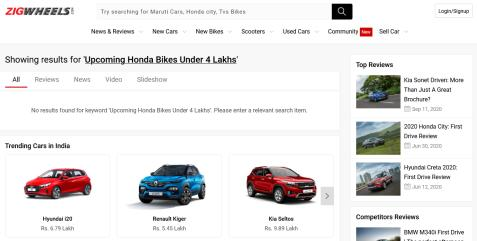 ZIGWHEELS
Try searching for Maruti Cars, Honda city, Tvs Bikes
Login/Signup
News & Reviews
New Cars
New Bikes
Scooters
Used Cars
Community New
Sell Car
Showing results for 'Upcoming Honda Bikes Under 4 Lakhs'
All
Reviews
News
Video
Slideshow
No results found for keyword 'Upcoming Honda Bikes Under 4 Lakhs'. Please enter a relevant search item.
Trending Cars in India
Hyundai i20
Rs. 6.79 Lakh
Renault Kiger
Rs. 5.45 Lakh
Kia Seltos
Rs. 9.89 Lakh
Top Reviews
Kia Sonet Driven: More
Than Just A Great
Brochure?
Sep 11, 2020
2020 Honda City: First
Drive Review
Jun 30, 2020
Hyundai Creta 2020:
First Drive Review
Jun 12, 2020
Competitors Reviews
BMW M340i First Drive